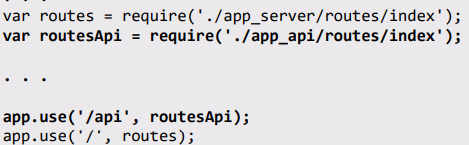 var routes = require('./app_server/routes/index');
var routesApi = require('./app_api/routes/index');
. . .
app.use('/api', routesApi);
app.use('/', routes);